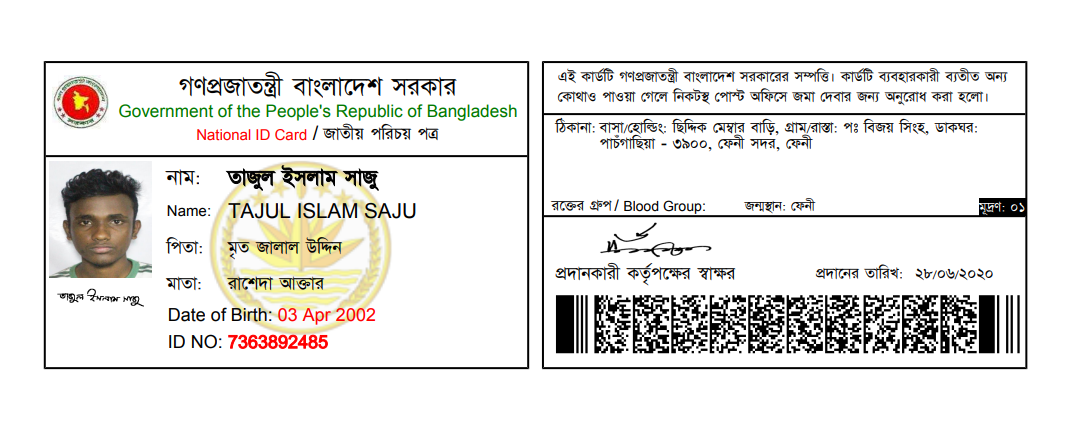 গণপ্রজাতন্ত্রী বাংলাদেশ সরকার
Government of the People's Republic of Bangladesh
National ID Card / জাতীয় পরিচয় পত্র
নাম: তাজুল ইসলাম সাজু
Name: TAJUL ISLAM SAJU
পিতা: মৃত জালাল উদ্দিন
মাতা: রাশেদা আক্তার
Date of Birth: 03 Apr 2002
ID NO: 7363892485
তাজুল ইসলাম সাজু
এই কার্ডটি গণপ্রজাতন্ত্রী বাংলাদেশ সরকারের সম্পত্তি। কার্ডটি ব্যবহারকারী ব্যতীত অন্য
কোথাও পাওয়া গেলে নিকটস্থ পোস্ট অফিসে জমা দেবার জন্য অনুরোধ করা হলো।
ঠিকানা: বাসা/হোল্ডিং: ছিদ্দিক মেম্বার বাড়ি, গ্রাম/রাস্তা: পঃ বিজয় সিংহ, ডাকঘর:
পাচঁগাছিয়া - ৩৯০০, ফেনী সদর, ফেনী
রক্তের গ্রুপ / Blood Group: জন্মস্থান: ফেনী মূদ্রণ: ০১
প্রদানকারী কর্তৃপক্ষের স্বাক্ষর প্রদানের তারিখ: ২৮/০৬/২০২০